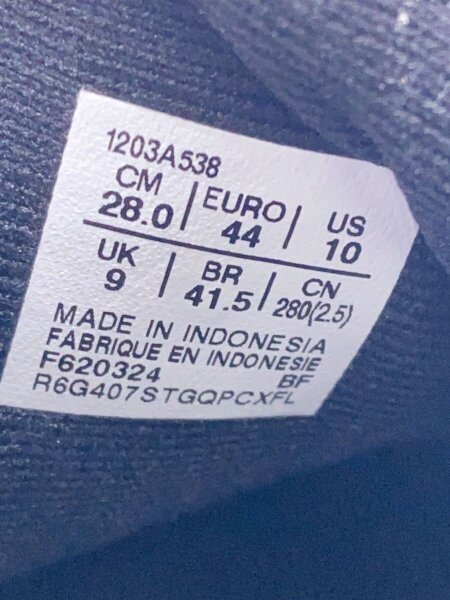 1203A538
CM | EURO | US
28.0 | 44 | 10
UK | BR | CN
9 | 41.5 | 280(2.5)
MADE IN INDONESIA
FABRIQUE EN INDONESIE
F620324 BF
R6G407STGQPCXFL